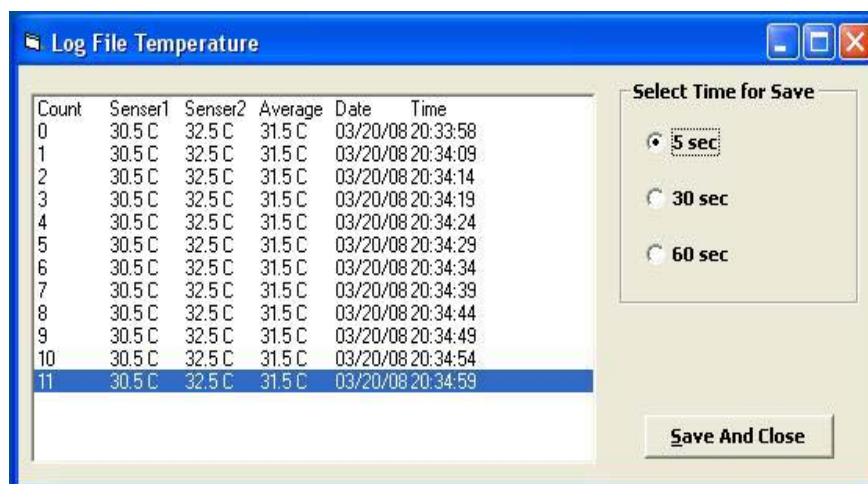 Log File Temperature
Count Senser1 Senser2 Average Date Time
0 30.5 C 32.5 C 31.5 C 03/20/08 20:33:58
1 30.5 C 32.5 C 31.5 C 03/20/08 20:34:09
2 30.5 C 32.5 C 31.5 C 03/20/08 20:34:14
3 30.5 C 32.5 C 31.5 C 03/20/08 20:34:19
4 30.5 C 32.5 C 31.5 C 03/20/08 20:34:24
5 30.5 C 32.5 C 31.5 C 03/20/08 20:34:29
6 30.5 C 32.5 C 31.5 C 03/20/08 20:34:34
7 30.5 C 32.5 C 31.5 C 03/20/08 20:34:39
8 30.5 C 32.5 C 31.5 C 03/20/08 20:34:44
9 30.5 C 32.5 C 31.5 C 03/20/08 20:34:49
10 30.5 C 32.5 C 31.5 C 03/20/08 20:34:54
11 30.5 C 32.5 C 31.5 C 03/20/08 20:34:59
Select Time for Save
5 sec
30 sec
60 sec
Save And Close